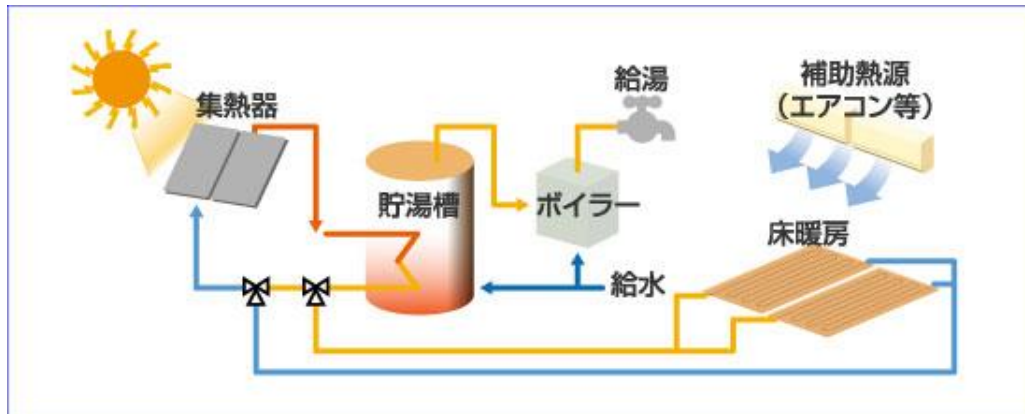 集熱器
給湯
補助熱源
(エアコン等)
貯湯槽
ボイラー
床暖房
給水